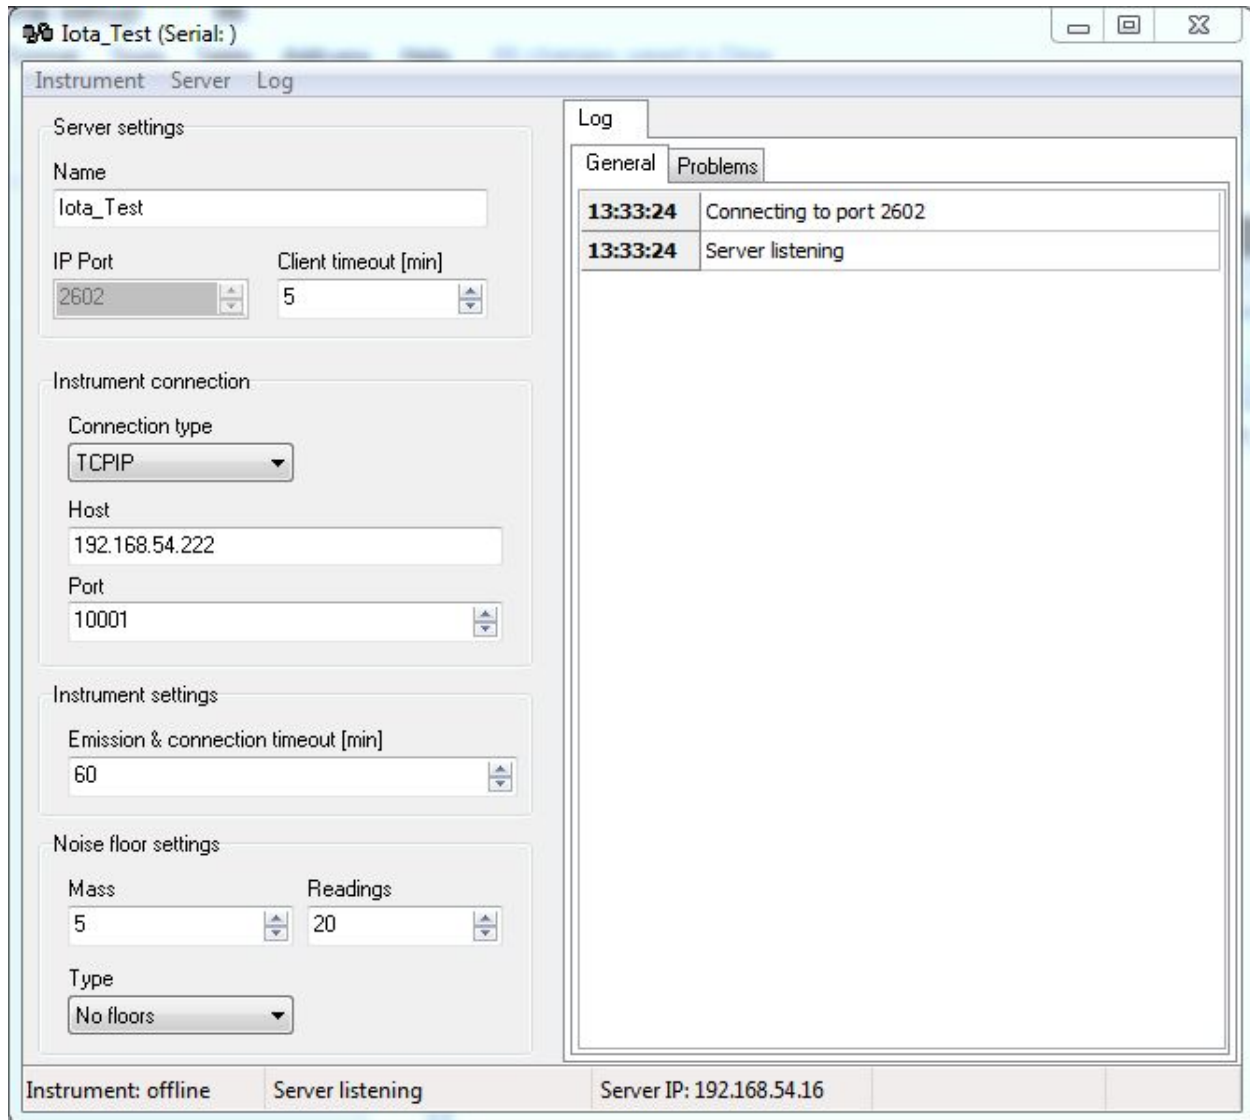 Iota_Test (Serial: )
Instrument Server Log
Server settings
Name
Iota_Test
IP Port Client timeout [min]
2602 5
Instrument connection
Connection type
TCPIP
Host
192.168.54.222
Port
10001
Instrument settings
Emission & connection timeout [min]
60
Noise floor settings
Mass Readings
5 20
Type
No floors
Log
General Problems
13:33:24 Connecting to port 2602
13:33:24 Server listening
Instrument: offline Server listening Server IP: 192.168.54.16